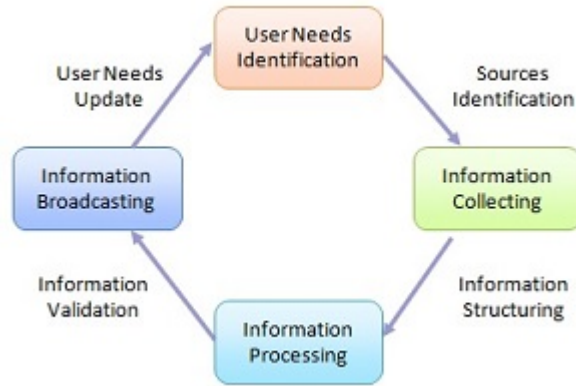 User Needs
Identification
User Needs
Update
Sources
Identification
Information
Broadcasting
Information
Collecting
Information
Validation
Information
Structuring
Information
Processing